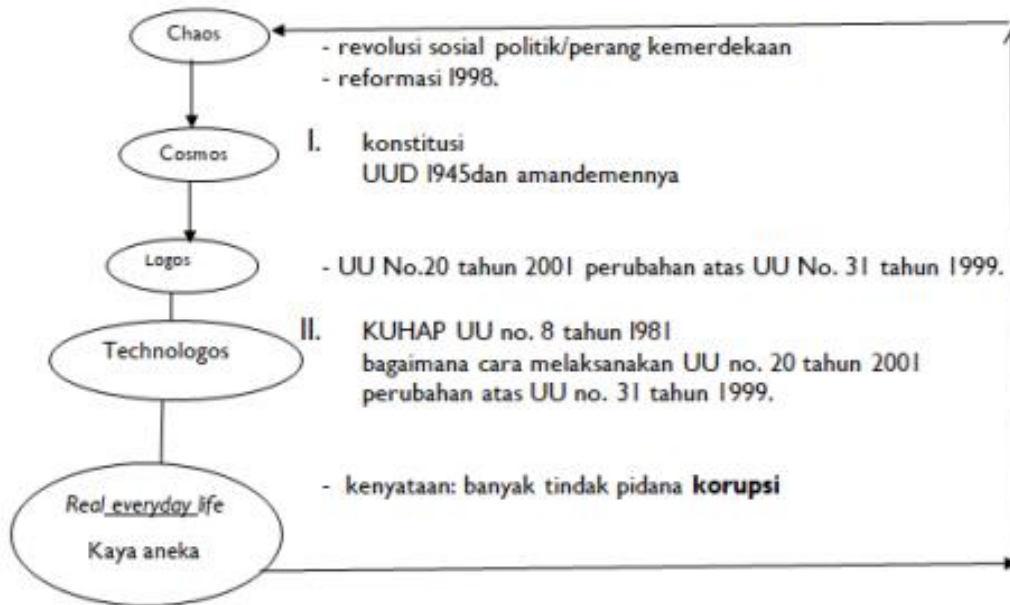 Chaos
- revolusi sosial politik/perang kemerdekaan
- reformasi 1998.
Cosmos
I. konstitusi
UUD 1945dan amandemennya
Logos
- UU No.20 tahun 2001 perubahan atas UU No. 31 tahun 1999.
Technologos
II. KUHAP UU no. 8 tahun 1981
bagaimana cara melaksanakan UU no. 20 tahun 2001
perubahan atas UU no. 31 tahun 1999.
Real everyday life
Kaya aneka
- kenyataan: banyak tindak pidana korupsi